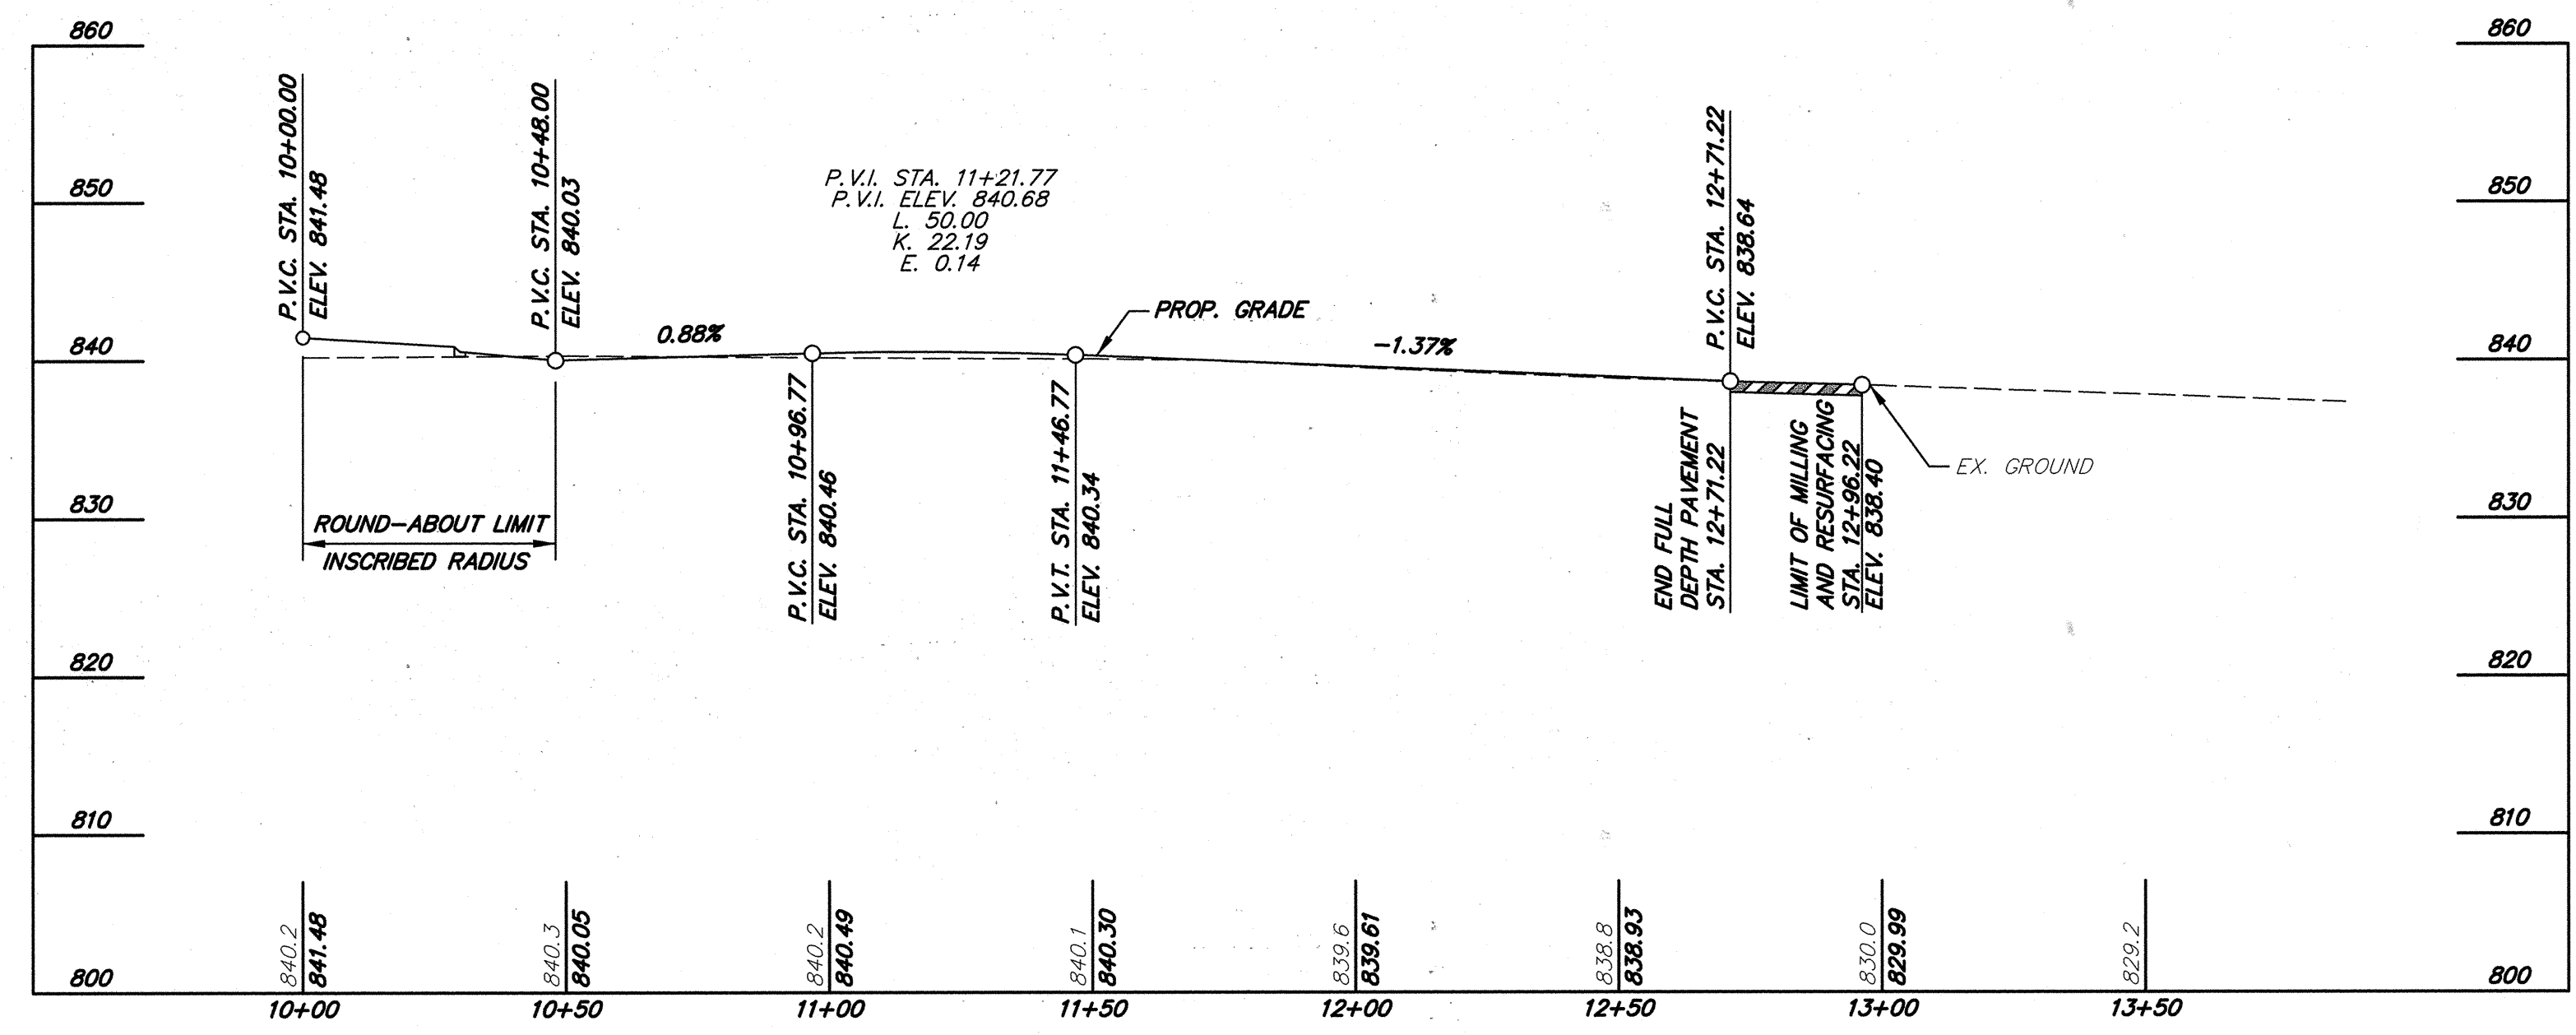 860
860
850
850
840
840
830
830
820
820
810
810
800
800
P.V.C. STA. 10+00.00
ELEV. 841.48
P.V.C. STA. 10+48.00
ELEV. 840.03
P.V.I. STA. 11+21.77
P.V.I. ELEV. 840.68
L. 50.00
K. 22.19
E. 0.14
P.V.C. STA. 12+71.22
ELEV. 838.64
0.88%
PROP. GRADE
-1.37%
P.V.C. STA. 10+96.77
ELEV. 840.46
P.V.T. STA. 11+46.77
ELEV. 840.34
END FULL
DEPTH PAVEMENT
STA. 12+71.22
LIMIT OF MILLING
AND RESURFACING
STA. 12+96.22
ELEV. 838.40
EX. GROUND
ROUND-ABOUT LIMIT
INSCRIBED RADIUS
840.2
841.48
840.3
840.05
840.2
840.49
840.1
840.30
839.6
839.61
838.8
838.93
830.0
829.99
829.2
10+00
10+50
11+00
11+50
12+00
12+50
13+00
13+50